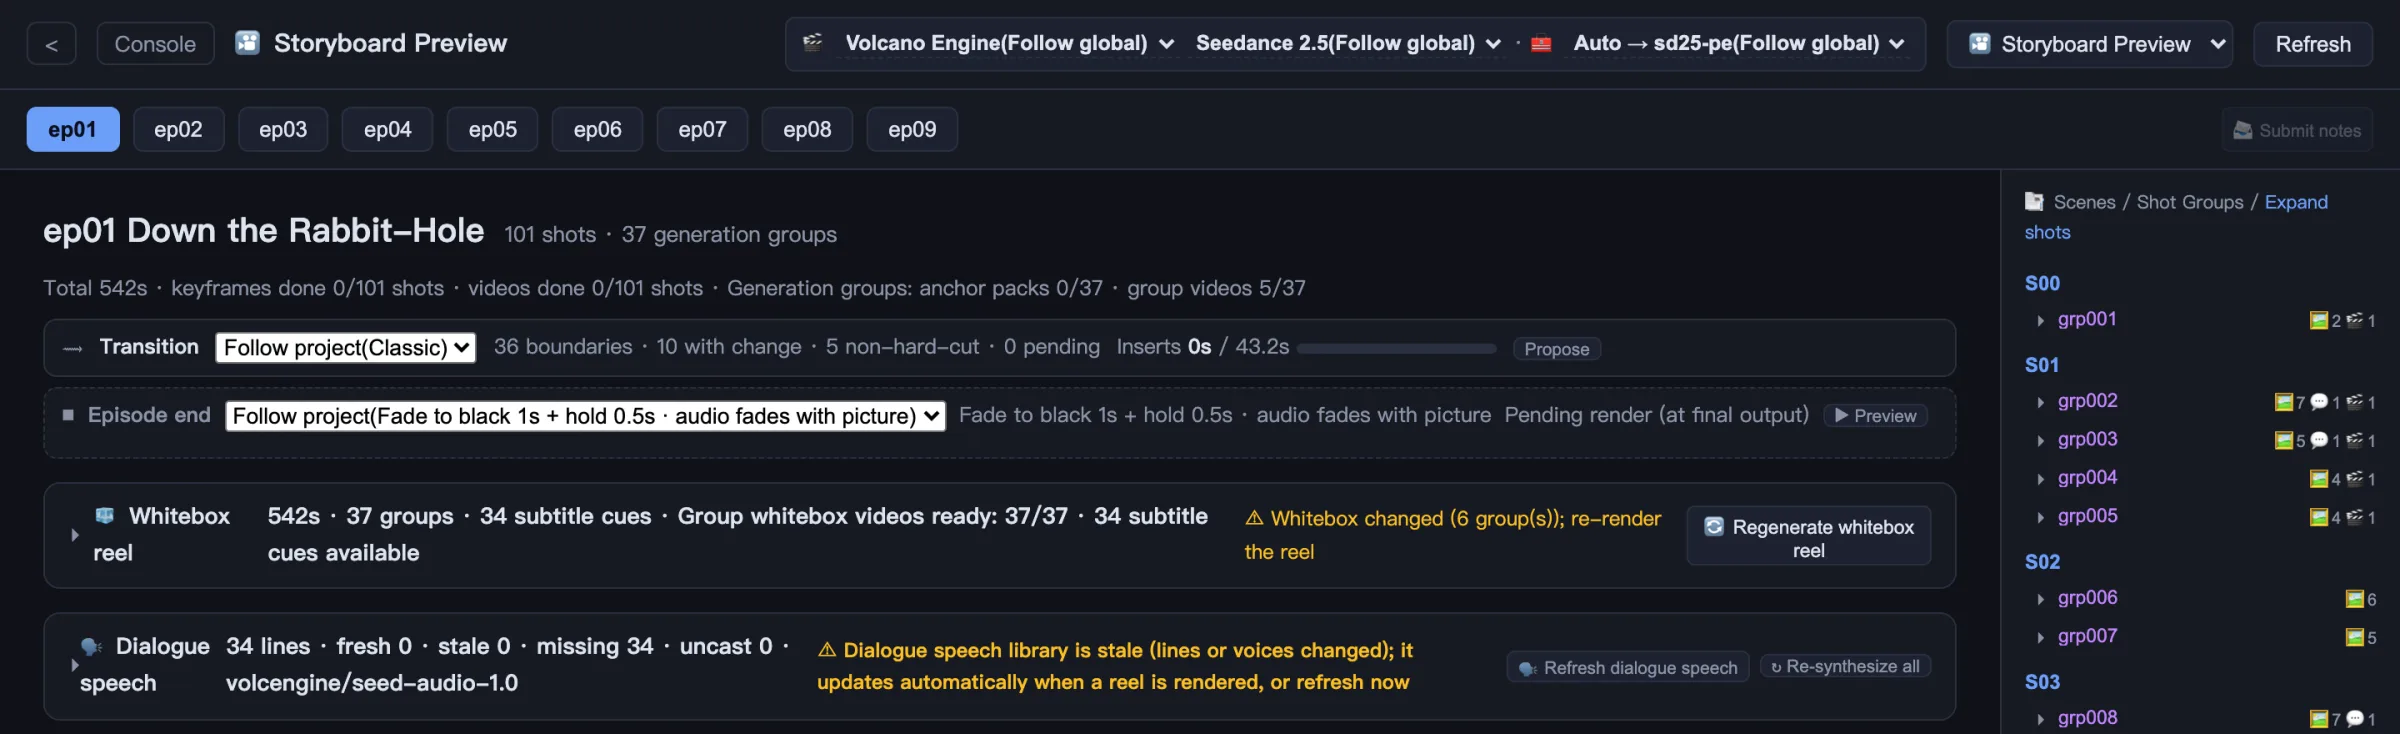 < Console Storyboard Preview Volcano Engine(Follow global) Seedance 2.5(Follow global) · Auto → sd25-pe(Follow global) Storyboard Preview Refresh
ep01 ep02 ep03 ep04 ep05 ep06 ep07 ep08 ep09 Submit notes
ep01 Down the Rabbit-Hole 101 shots · 37 generation groups
Total 542s · keyframes done 0/101 shots · videos done 0/101 shots · Generation groups: anchor packs 0/37 · group videos 5/37
Transition Follow project(Classic) 36 boundaries · 10 with change · 5 non-hard-cut · 0 pending Inserts 0s / 43.2s Propose
Episode end Follow project(Fade to black 1s + hold 0.5s · audio fades with picture) Fade to black 1s + hold 0.5s · audio fades with picture Pending render (at final output) ▶ Preview
Whitebox reel
542s · 37 groups · 34 subtitle cues · Group whitebox videos ready: 37/37 · 34 subtitle
cues available
⚠ Whitebox changed (6 group(s)); re-render
the reel
Regenerate whitebox
reel
Dialogue
speech
34 lines · fresh 0 · stale 0 · missing 34 · uncast 0 ·
volcengine/seed-audio-1.0
⚠ Dialogue speech library is stale (lines or voices changed); it
updates automatically when a reel is rendered, or refresh now
Refresh dialogue speech ↻ Re-synthesize all
Scenes / Shot Groups / Expand
shots
S00
grp001 2 1
S01
grp002 7 1 1
grp003 5 1 1
grp004 4 1
grp005 4 1
S02
grp006 6
grp007 5
S03
grp008 7 1